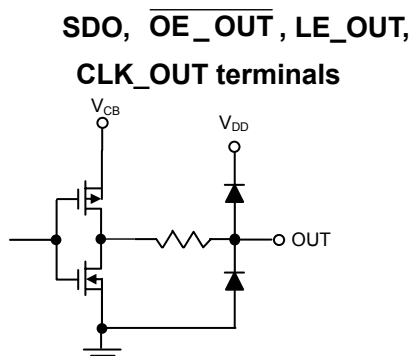 SDO, OE_OUT, LE_OUT,
CLK_OUT terminals
VCB
VDD
OUT